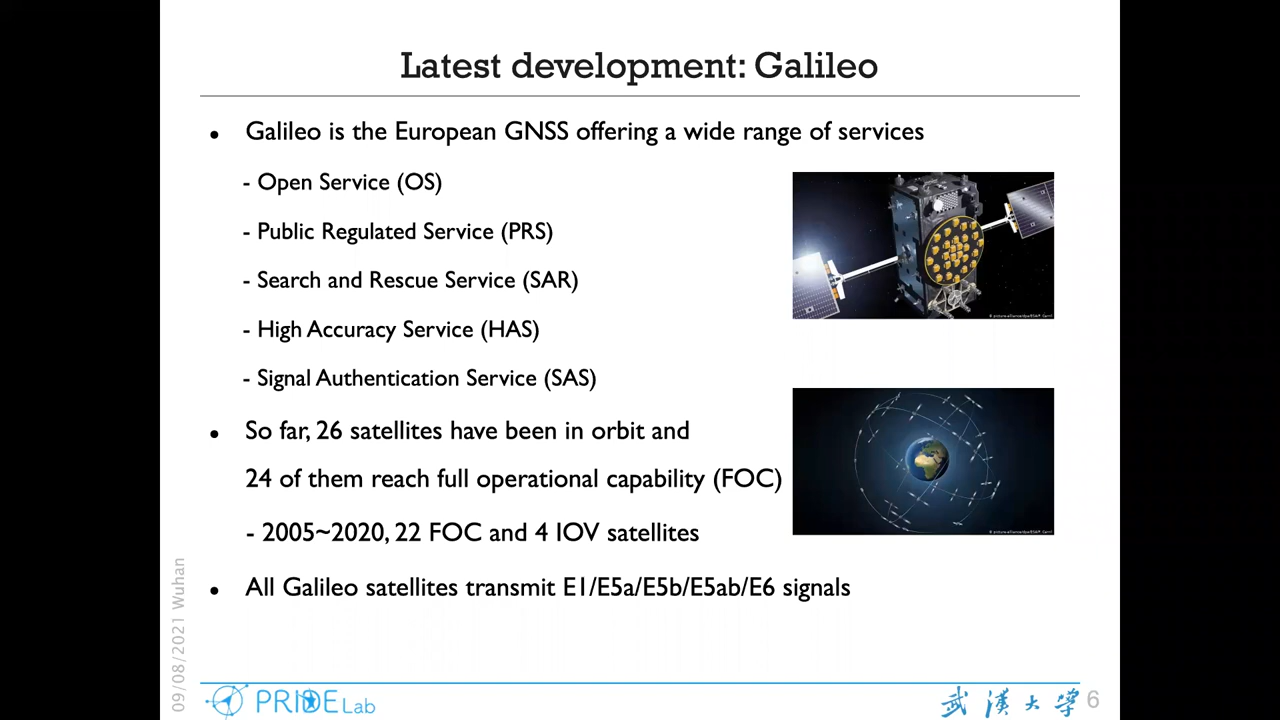 Latest development: Galileo
• Galileo is the European GNSS offering a wide range of services
- Open Service (OS)
- Public Regulated Service (PRS)
- Search and Rescue Service (SAR)
- High Accuracy Service (HAS)
- Signal Authentication Service (SAS)
• So far, 26 satellites have been in orbit and
24 of them reach full operational capability (FOC)
- 2005~2020, 22 FOC and 4 IOV satellites
• All Galileo satellites transmit E1/E5a/E5b/E5ab/E6 signals
09/08/2021 Wuhan
PRIDE Lab
武漢大學
6